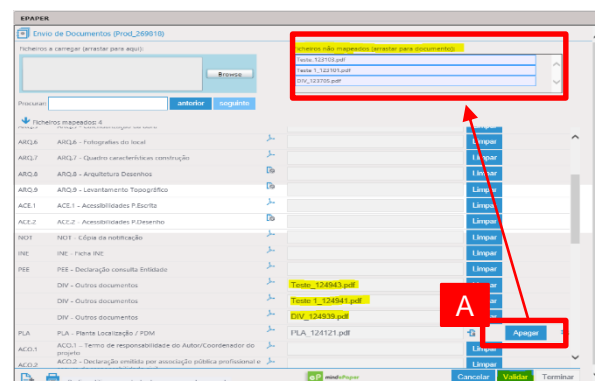 EPAPER
Envio de Documentos (Prod_269810)
Ficheiros a carregar (arrastar para aqui):
Ficheiros não mapeados (arrastar para documento):
Teste_123103.pdf
Teste 1_123101.pdf
DIV_123705.pdf
Browse
Procurar:
anterior
seguinte
Ficheiros mapeados: 4
Limpar
ARQ.6 ARQ.6 - Fotografias do local Limpar
ARQ.7 ARQ.7 - Quadro características construção Limpar
ARQ.8 ARQ.8 - Arquitetura Desenhos Limpar
ARQ.9 ARQ.9 - Levantamento Topográfico Limpar
ACE.1 ACE.1 - Acessibilidades P.Escrita Limpar
ACE.2 ACE.2 - Acessibilidades P.Desenho Limpar
NOT NOT - Cópia da notificação Limpar
INE INE - Ficha INE Limpar
PEE PEE - Declaração consulta Entidade Limpar
DIV - Outros documentos Teste_124943.pdf
DIV - Outros documentos Teste 1_124941.pdf
DIV - Outros documentos DIV_124939.pdf
A
PLA PLA - Planta Localização / PDM PLA_124121.pdf Apagar
ACO.1 ACO.1 - Termo de responsabilidade do Autor/Coordenador do projeto Limpar
ACO.2 ACO.2 - Declaração emitida por associação pública profissional e Limpar
eP mind ePaper
Cancelar
Validar
Terminar